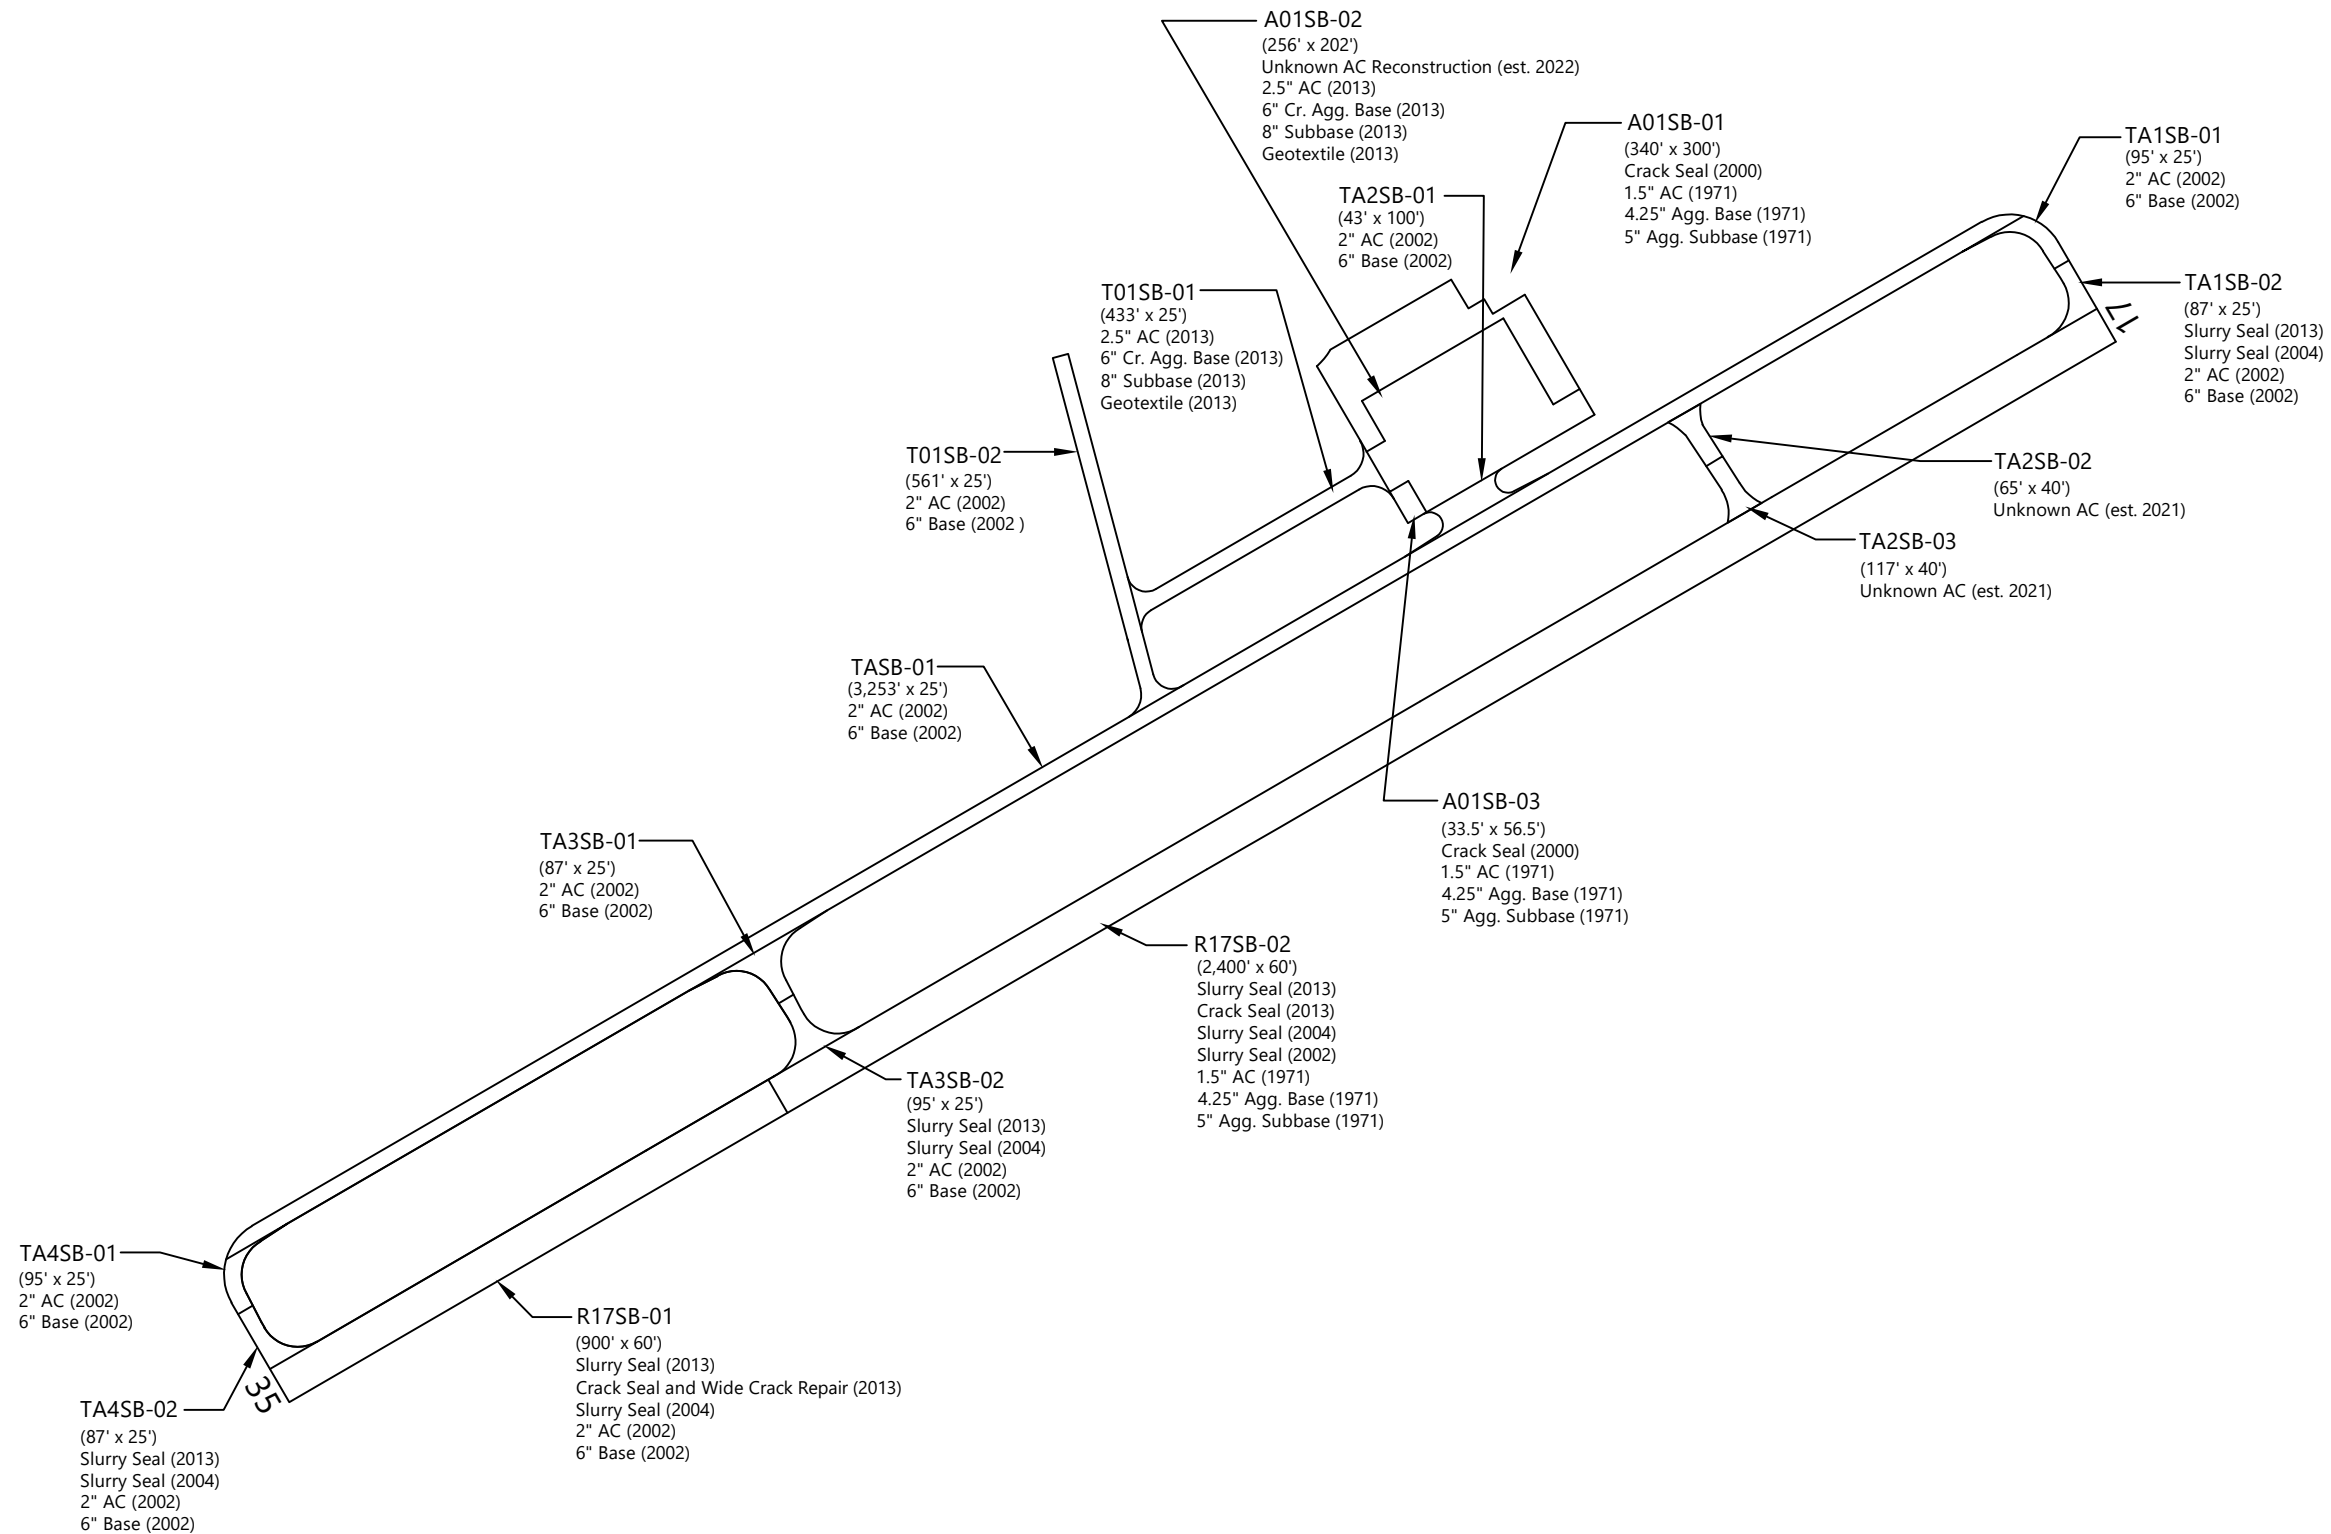 A01SB-02
(256' x 202')
Unknown AC Reconstruction (est. 2022)
2.5" AC (2013)
6" Cr. Agg. Base (2013)
8" Subbase (2013)
Geotextile (2013)
A01SB-01
(340' x 300')
Crack Seal (2000)
1.5" AC (1971)
4.25" Agg. Base (1971)
5" Agg. Subbase (1971)
TA1SB-01
(95' x 25')
2" AC (2002)
6" Base (2002)
TA2SB-01
(43' x 100')
2" AC (2002)
6" Base (2002)
T01SB-01
(433' x 25')
2.5" AC (2013)
6" Cr. Agg. Base (2013)
8" Subbase (2013)
Geotextile (2013)
TA1SB-02
(87' x 25')
Slurry Seal (2013)
Slurry Seal (2004)
2" AC (2002)
6" Base (2002)
17
T01SB-02
(561' x 25')
2" AC (2002)
6" Base (2002 )
TA2SB-02
(65' x 40')
Unknown AC (est. 2021)
TA2SB-03
(117' x 40')
Unknown AC (est. 2021)
TASB-01
(3,253' x 25')
2" AC (2002)
6" Base (2002)
A01SB-03
(33.5' x 56.5')
Crack Seal (2000)
1.5" AC (1971)
4.25" Agg. Base (1971)
5" Agg. Subbase (1971)
TA3SB-01
(87' x 25')
2" AC (2002)
6" Base (2002)
R17SB-02
(2,400' x 60')
Slurry Seal (2013)
Crack Seal (2013)
Slurry Seal (2004)
Slurry Seal (2002)
1.5" AC (1971)
4.25" Agg. Base (1971)
5" Agg. Subbase (1971)
TA3SB-02
(95' x 25')
Slurry Seal (2013)
Slurry Seal (2004)
2" AC (2002)
6" Base (2002)
TA4SB-01
(95' x 25')
2" AC (2002)
6" Base (2002)
R17SB-01
(900' x 60')
Slurry Seal (2013)
Crack Seal and Wide Crack Repair (2013)
Slurry Seal (2004)
2" AC (2002)
6" Base (2002)
35
TA4SB-02
(87' x 25')
Slurry Seal (2013)
Slurry Seal (2004)
2" AC (2002)
6" Base (2002)